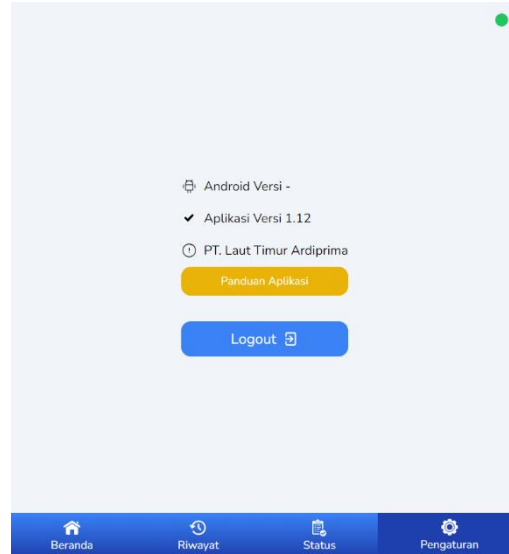 Android Versi -
Aplikasi Versi 1.12
PT. Laut Timur Ardiprima
Panduan Aplikasi
Logout
Beranda
Riwayat
Status
Pengaturan